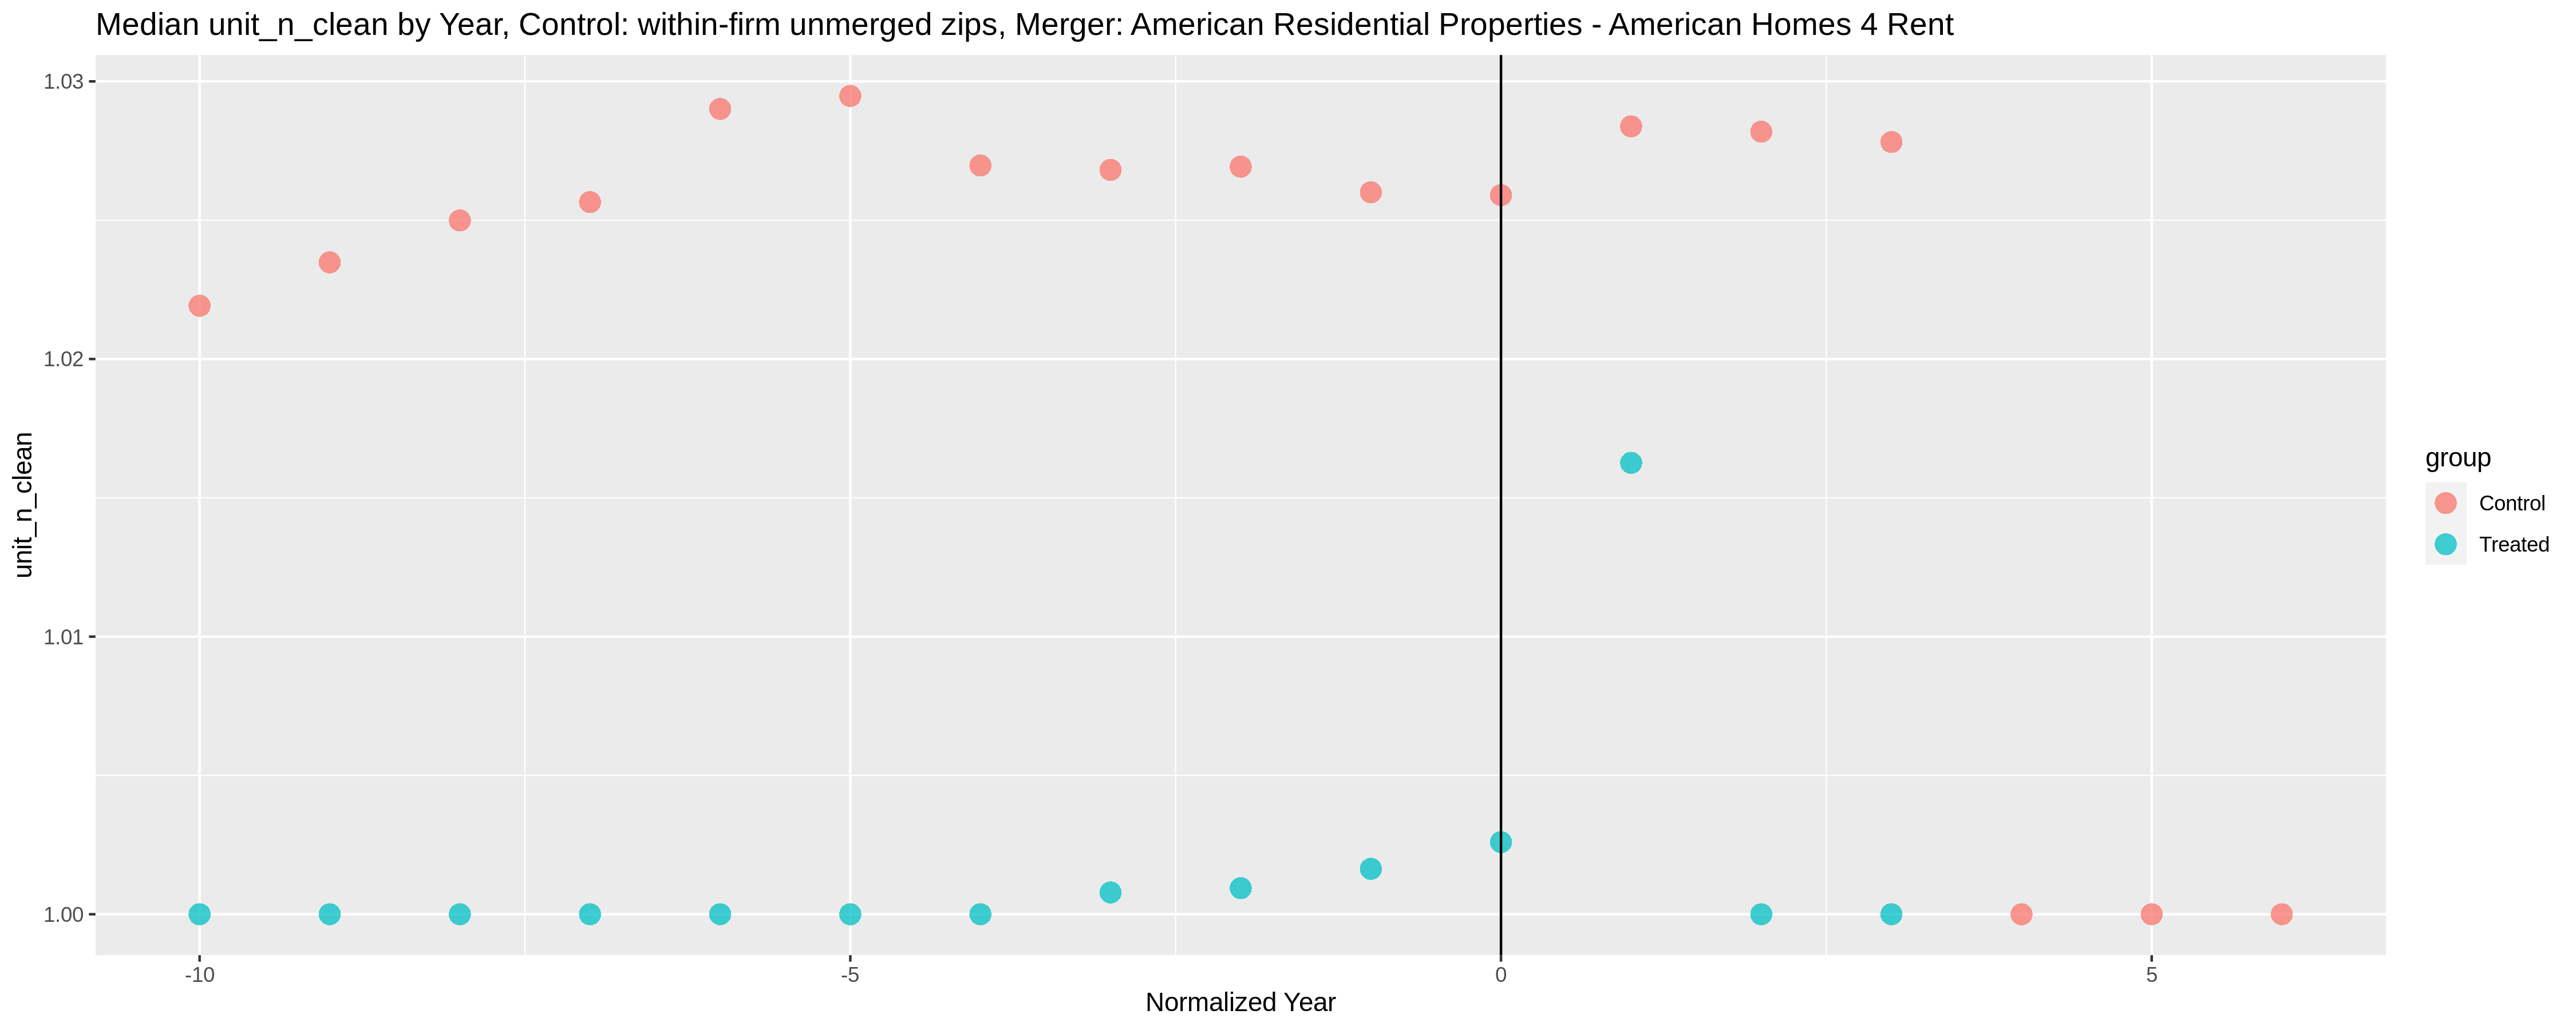 Median unit_n_clean by Year, Control: within-firm unmerged zips, Merger: American Residential Properties - American Homes 4 Rent
1.03
1.02
1.01
1.00
unit_n_clean
-10
-5
0
5
Normalized Year
group
Control
Treated